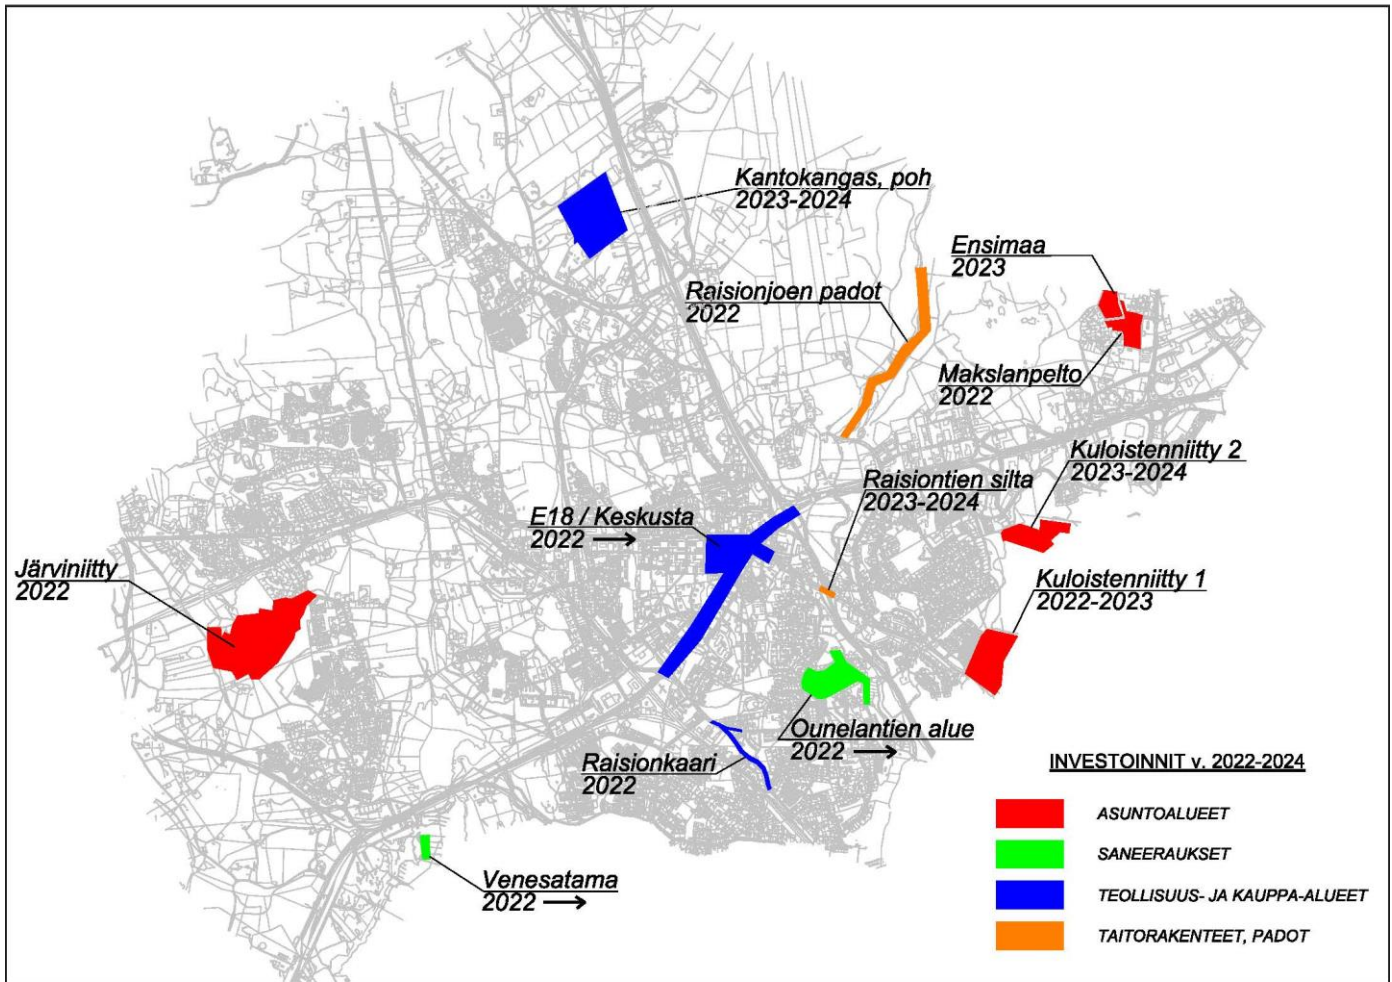 Kantokangas, poh
2023-2024
Ensimaa
2023
Raisionjoen padot
2022
Makslanpelto
2022
Kuloistenniitty 2
2023-2024
Raisiontien silta
2023-2024
E18 / Keskusta
2022 →
Järviniitty
2022
Kuloistenniitty 1
2022-2023
Ounelantien alue
2022 →
Raisionkaari
2022
Venesatama
2022 →
INVESTOINNIT v. 2022-2024
ASUNTOALUEET
SANEERAUKSET
TEOLLISUUS- JA KAUPPA-ALUEET
TAITORAKENTEET, PADOT